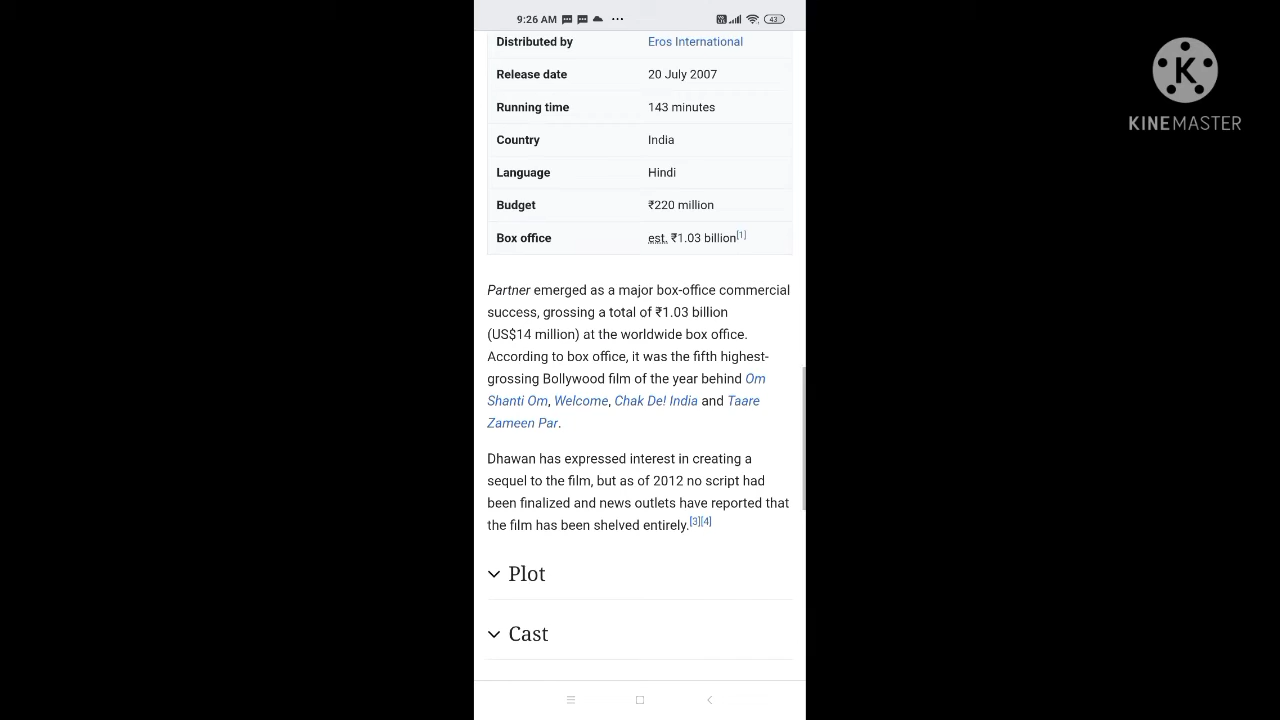 9:26 AM ... 43
KINEMASTER
Distributed by Eros International
Release date 20 July 2007
Running time 143 minutes
Country India
Language Hindi
Budget ₹220 million
Box office est. ₹1.03 billion[1]
Partner emerged as a major box-office commercial
success, grossing a total of ₹1.03 billion
(US$14 million) at the worldwide box office.
According to box office, it was the fifth highest-
grossing Bollywood film of the year behind Om
Shanti Om, Welcome, Chak De! India and Taare
Zameen Par.
Dhawan has expressed interest in creating a
sequel to the film, but as of 2012 no script had
been finalized and news outlets have reported that
the film has been shelved entirely.[3][4]
Plot
Cast